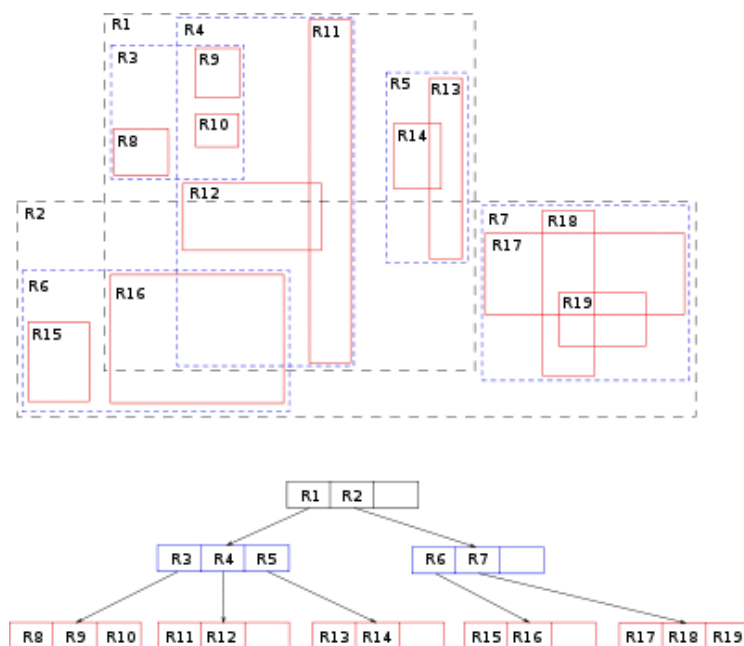 R1
R4
R11
R3
R9
R5
R13
R10
R14
R8
R12
R2
R7
R18
R17
R6
R16
R19
R15
R1 R2
R3 R4 R5
R6 R7
R8 R9 R10
R11 R12
R13 R14
R15 R16
R17 R18 R19